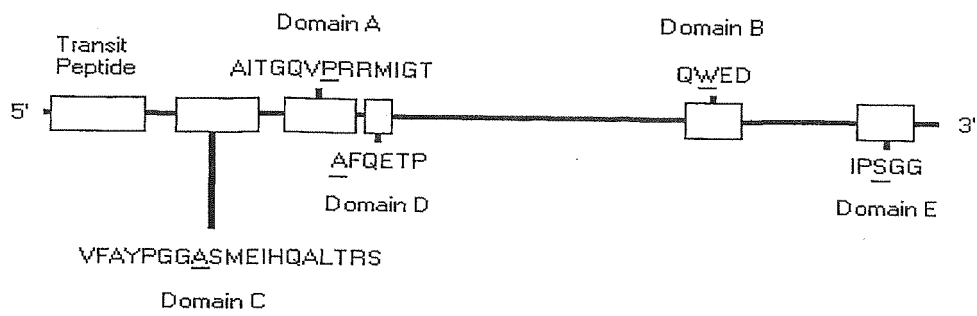 Domain A
Domain B
Transit
Peptide
AITGQVPRRMIGT
QWED
5'
3'
AFQETP
IPSGG
Domain D
Domain E
VFAYPGGASMEIHQALTRS
Domain C